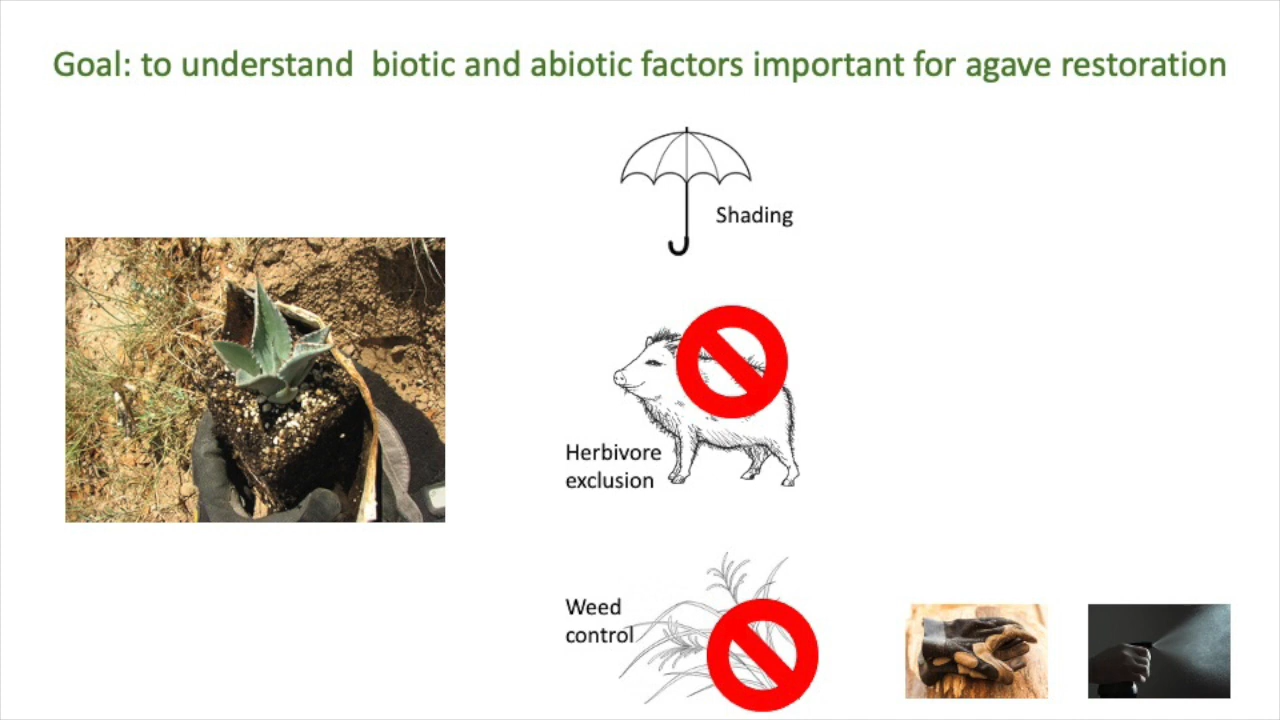 Goal: to understand  biotic and abiotic factors important for agave restoration
Shading
Herbivore
exclusion
Weed
control